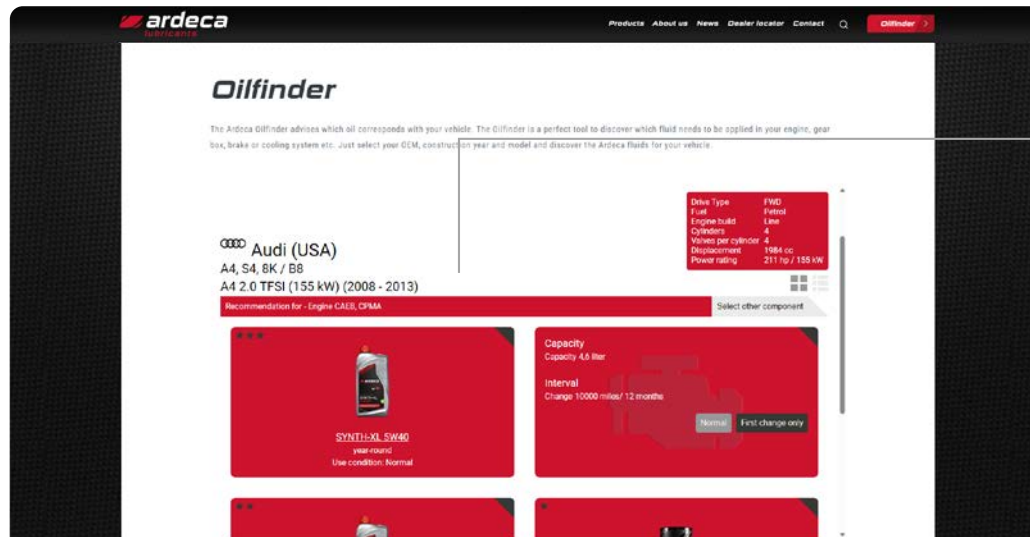 ardeca
lubricants
Products About us News Dealer locator Contact
Oilfinder
Oilfinder
The Ardeca Oilfinder advises which oil corresponds with your vehicle. The Oilfinder is a perfect tool to discover which fluid needs to be applied in your engine, gear
box, brake or cooling system etc. Just select your OEM, construction year and model and discover the Ardeca fluids for your vehicle.
Drive Type FWD
Fuel Petrol
Engine build Line
Cylinders 4
Valves per cylinder 4
Displacement 1984 cc
Power rating 211 hp / 155 kW
Audi (USA)
A4, S4, 8K / B8
A4 2.0 TFSI (155 kW) (2008 - 2013)
Recommendation for - Engine CAEB, CPMA
Select other component
Capacity
Capacity 4,6 liter
Interval
Change 10000 miles/ 12 months
Normal
First change only
SYNTH-XL 5W40
year-round
Use condition: Normal